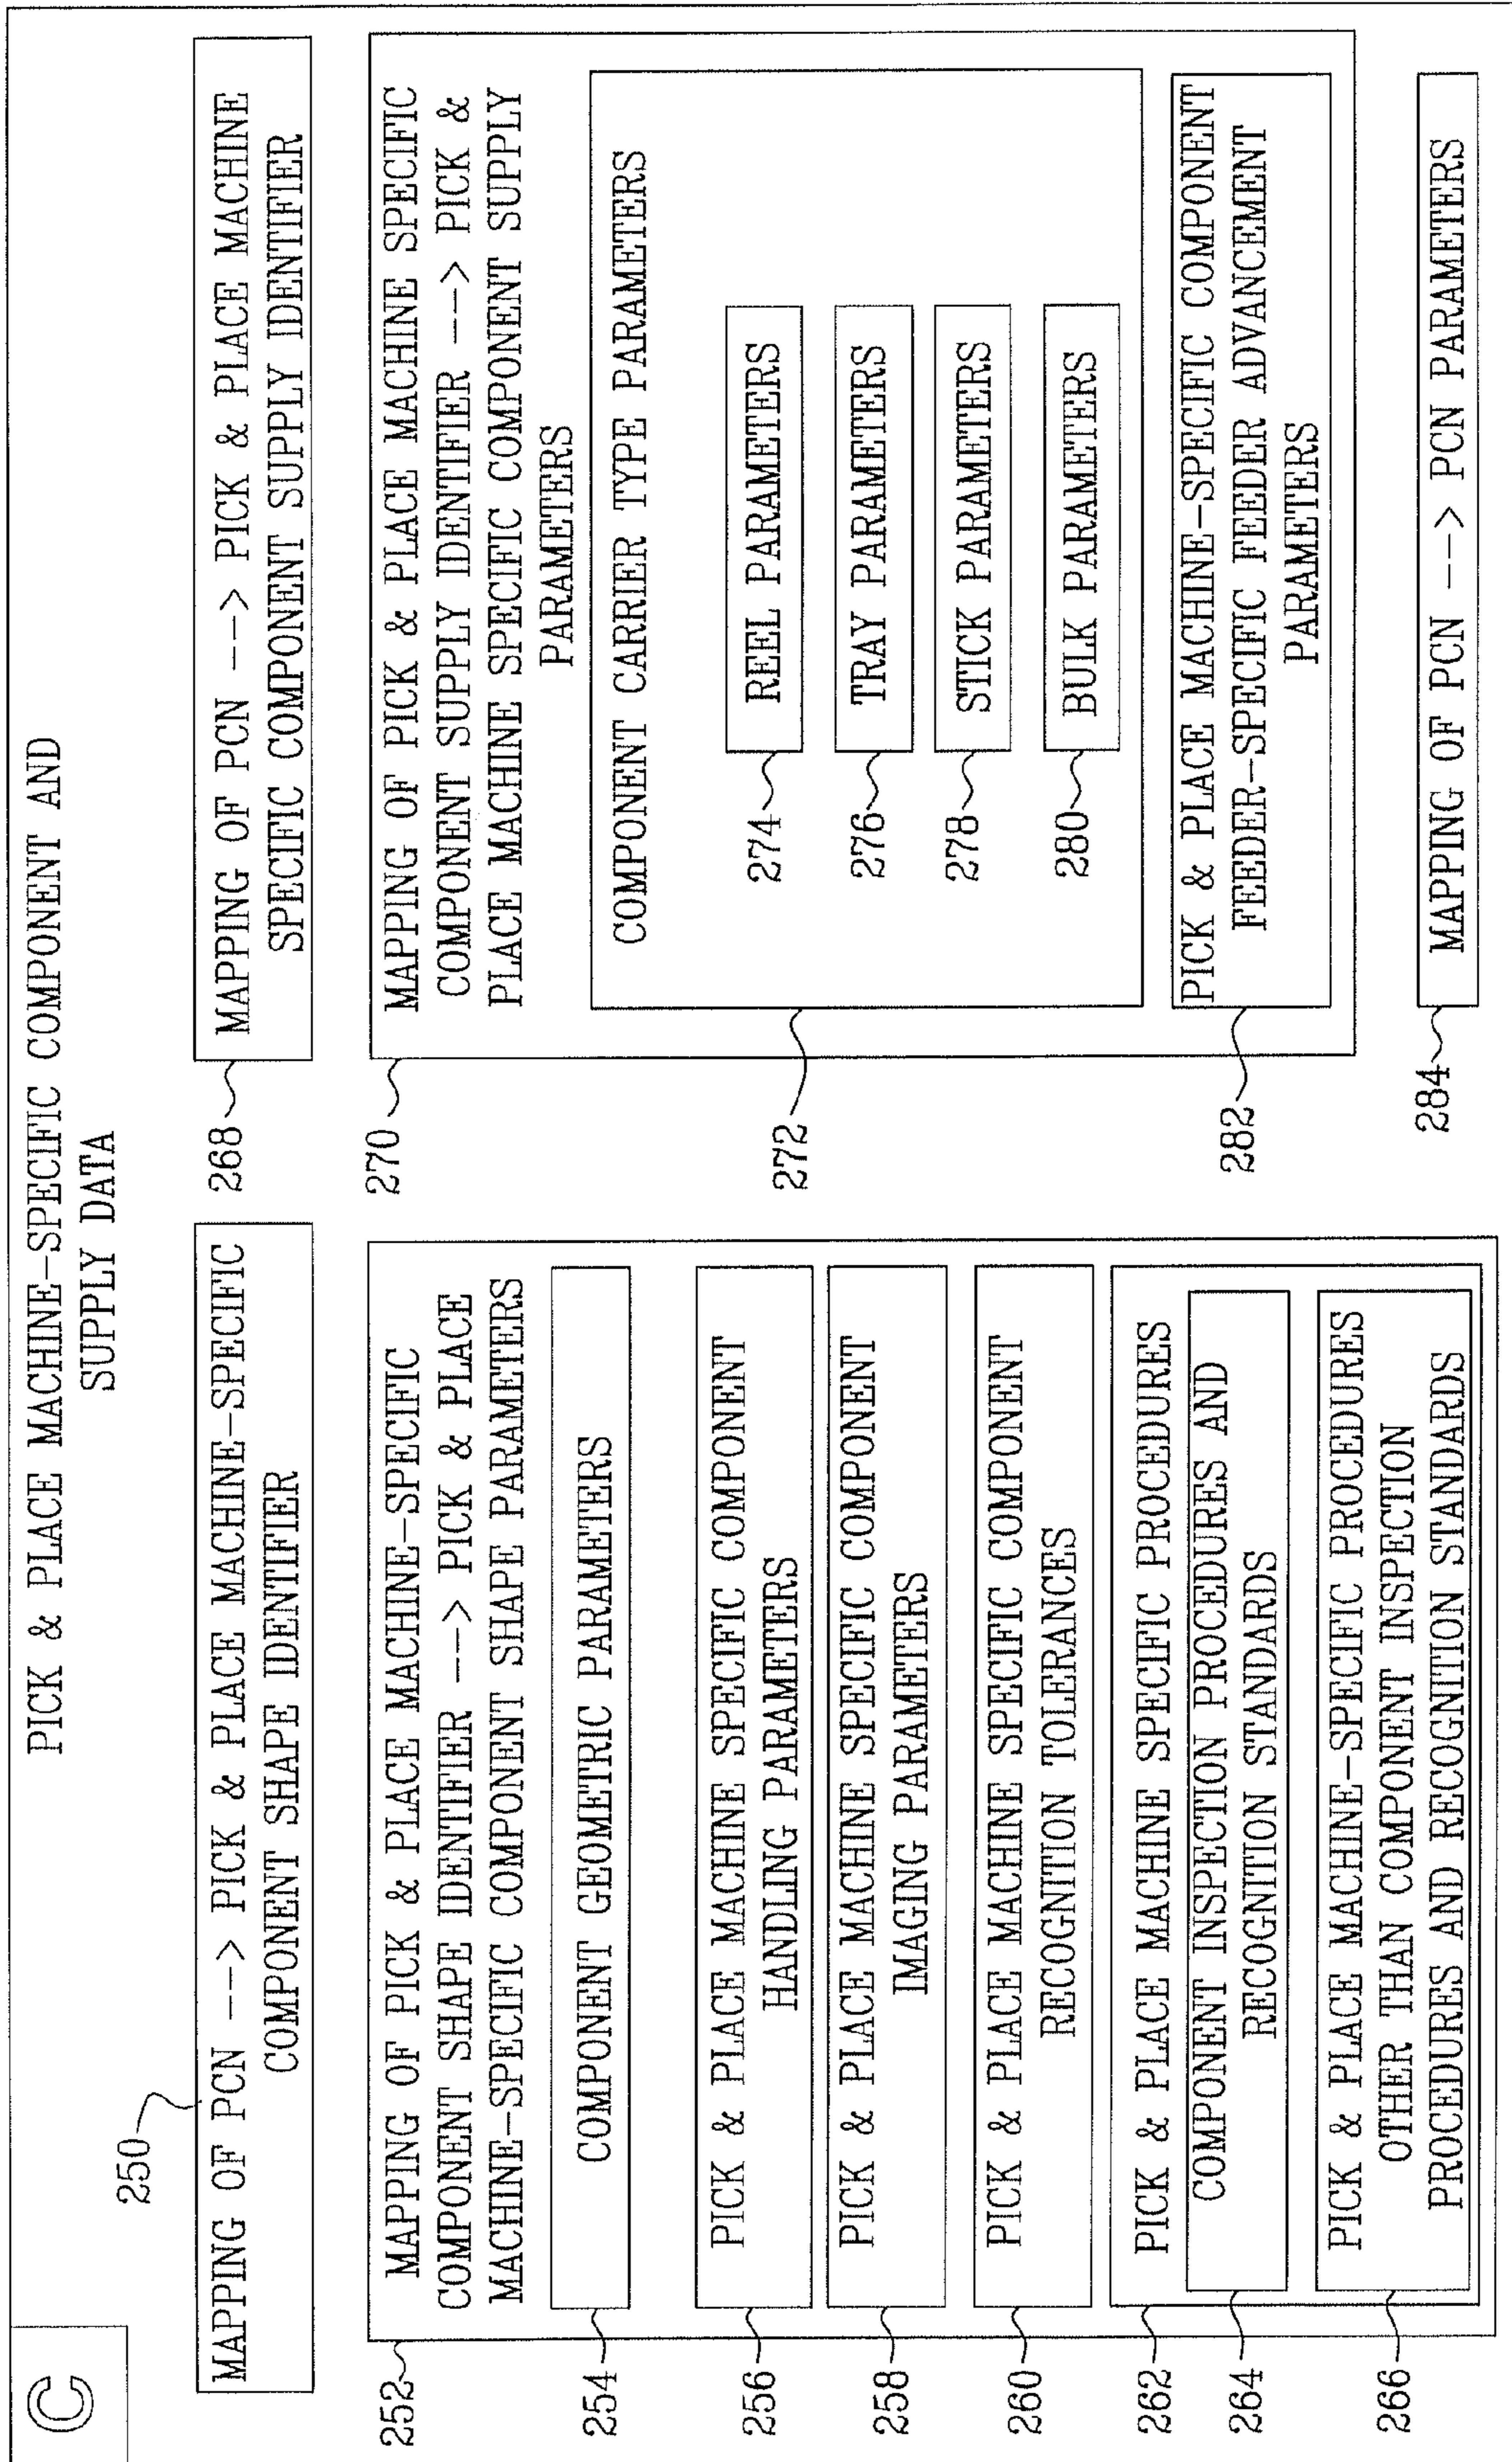 C
PICK & PLACE MACHINE-SPECIFIC COMPONENT AND
SUPPLY DATA
250
MAPPING OF PCN --> PICK & PLACE MACHINE-SPECIFIC
COMPONENT SHAPE IDENTIFIER
252
MAPPING OF PICK & PLACE MACHINE-SPECIFIC
COMPONENT SHAPE IDENTIFIER --> PICK & PLACE
MACHINE-SPECIFIC COMPONENT SHAPE PARAMETERS
254
COMPONENT GEOMETRIC PARAMETERS
256
PICK & PLACE MACHINE SPECIFIC COMPONENT
HANDLING PARAMETERS
258
PICK & PLACE MACHINE SPECIFIC COMPONENT
IMAGING PARAMETERS
260
PICK & PLACE MACHINE SPECIFIC COMPONENT
RECOGNITION TOLERANCES
262
PICK & PLACE MACHINE SPECIFIC PROCEDURES
264
COMPONENT INSPECTION PROCEDURES AND
RECOGNITION STANDARDS
266
PICK & PLACE MACHINE-SPECIFIC PROCEDURES
OTHER THAN COMPONENT INSPECTION
PROCEDURES AND RECOGNITION STANDARDS
268
MAPPING OF PCN --> PICK & PLACE MACHINE
SPECIFIC COMPONENT SUPPLY IDENTIFIER
270
MAPPING OF PICK & PLACE MACHINE SPECIFIC
COMPONENT SUPPLY IDENTIFIER --> PICK &
PLACE MACHINE SPECIFIC COMPONENT SUPPLY
PARAMETERS
272
COMPONENT CARRIER TYPE PARAMETERS
274
REEL PARAMETERS
276
TRAY PARAMETERS
278
STICK PARAMETERS
280
BULK PARAMETERS
282
PICK & PLACE MACHINE-SPECIFIC COMPONENT
FEEDER-SPECIFIC FEEDER ADVANCEMENT
PARAMETERS
284
MAPPING OF PCN --> PCN PARAMETERS